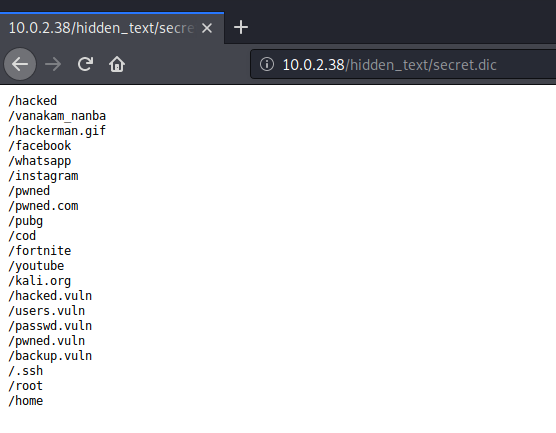 10.0.2.38/hidden_text/secre
10.0.2.38/hidden_text/secret.dic
/hacked
/vanakam_nanba
/hackerman.gif
/facebook
/whatsapp
/instagram
/pwned
/pwned.com
/pubg
/cod
/fortnite
/youtube
/kali.org
/hacked.vuln
/users.vuln
/passwd.vuln
/pwned.vuln
/backup.vuln
/.ssh
/root
/home